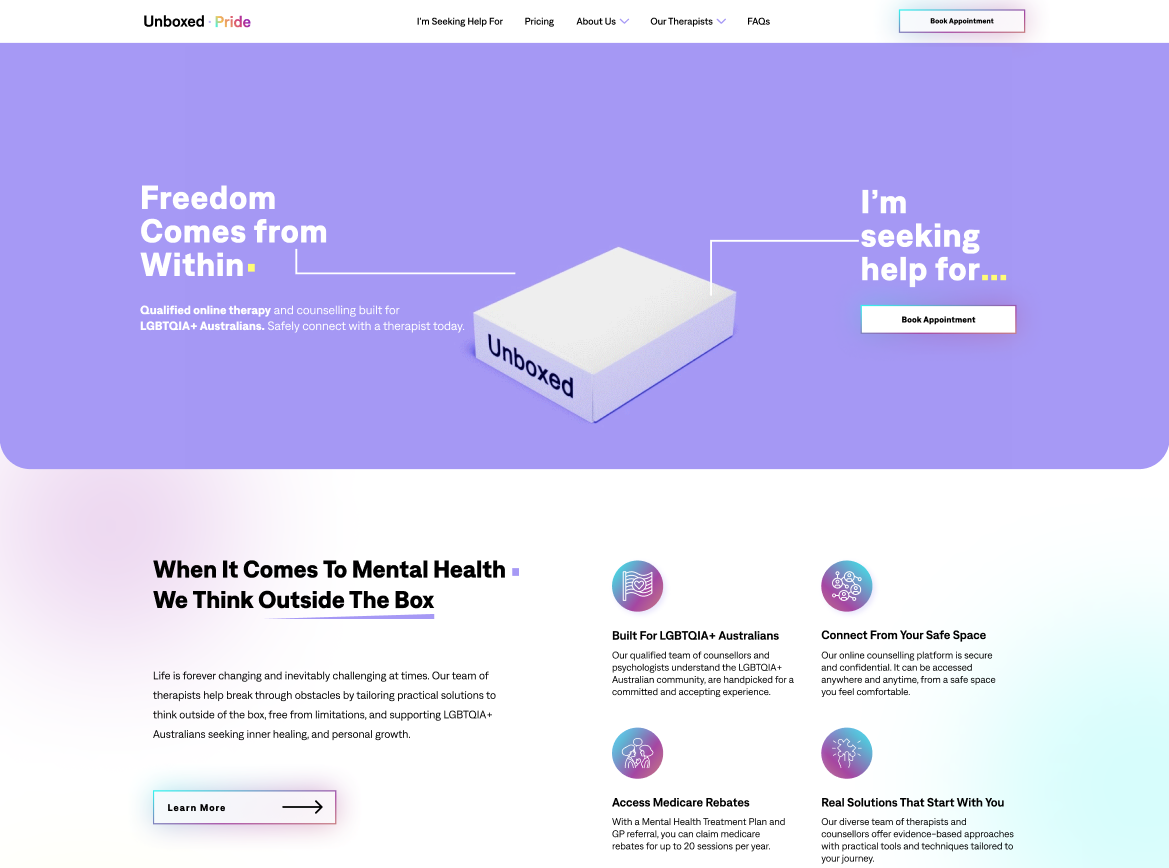 Unboxed · Pride
I'm Seeking Help For
Pricing
About Us
Our Therapists
FAQs
Book Appointment
Freedom
Comes from
Within
Qualified online therapy and counselling built for
LGBTQIA+ Australians. Safely connect with a therapist today.
Unboxed
I'm
seeking
help for...
Book Appointment
When It Comes To Mental Health
We Think Outside The Box
Life is forever changing and inevitably challenging at times. Our team of
therapists help break through obstacles by tailoring practical solutions to
think outside of the box, free from limitations, and supporting LGBTQIA+
Australians seeking inner healing, and personal growth.
Learn More
Built For LGBTQIA+ Australians
Our qualified team of counsellors and
psychologists understand the LGBTQIA+
Australian community, are handpicked for a
committed and accepting experience.
Connect From Your Safe Space
Our online counselling platform is secure
and confidential. It can be accessed
anywhere and anytime, from a safe space
you feel comfortable.
Access Medicare Rebates
With a Mental Health Treatment Plan and
GP referral, you can claim medicare
rebates for up to 20 sessions per year.
Real Solutions That Start With You
Our diverse team of therapists and
counsellors offer evidence-based approaches
with practical tools and techniques tailored to
your journey.